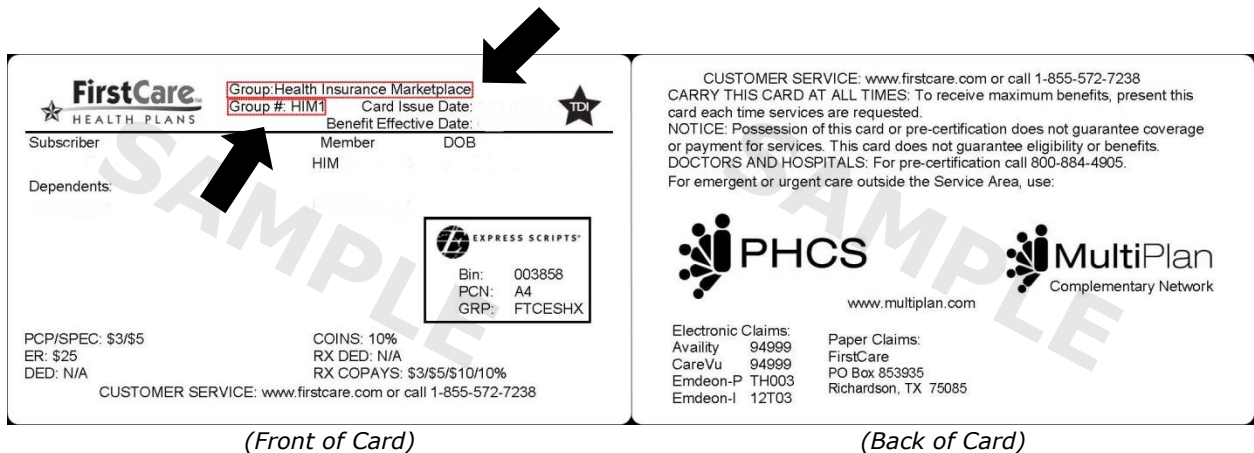 FirstCare
HEALTH PLANS
Group:Health Insurance Marketplace
Group #: HIM1
Card Issue Date:
Benefit Effective Date:
TDI
Subscriber Member DOB
HIM
Dependents:
SAMPLE
EXPRESS SCRIPTS®
Bin: 003858
PCN: A4
GRP: FTCESHX
PCP/SPEC: $3/$5
ER: $25
DED: N/A
COINS: 10%
RX DED: N/A
RX COPAYS: $3/$5/$10/10%
CUSTOMER SERVICE: www.firstcare.com or call 1-855-572-7238
(Front of Card)
CUSTOMER SERVICE: www.firstcare.com or call 1-855-572-7238
CARRY THIS CARD AT ALL TIMES: To receive maximum benefits, present this
card each time services are requested.
NOTICE: Possession of this card or pre-certification does not guarantee coverage
or payment for services. This card does not guarantee eligibility or benefits.
DOCTORS AND HOSPITALS: For pre-certification call 800-884-4905.
For emergent or urgent care outside the Service Area, use:
SAMPLE
PHCS
MultiPlan
Complementary Network
www.multiplan.com
Electronic Claims:
Availity 94999
CareVu 94999
Emdeon-P TH003
Emdeon-I 12T03
Paper Claims:
FirstCare
PO Box 853935
Richardson, TX 75085
(Back of Card)